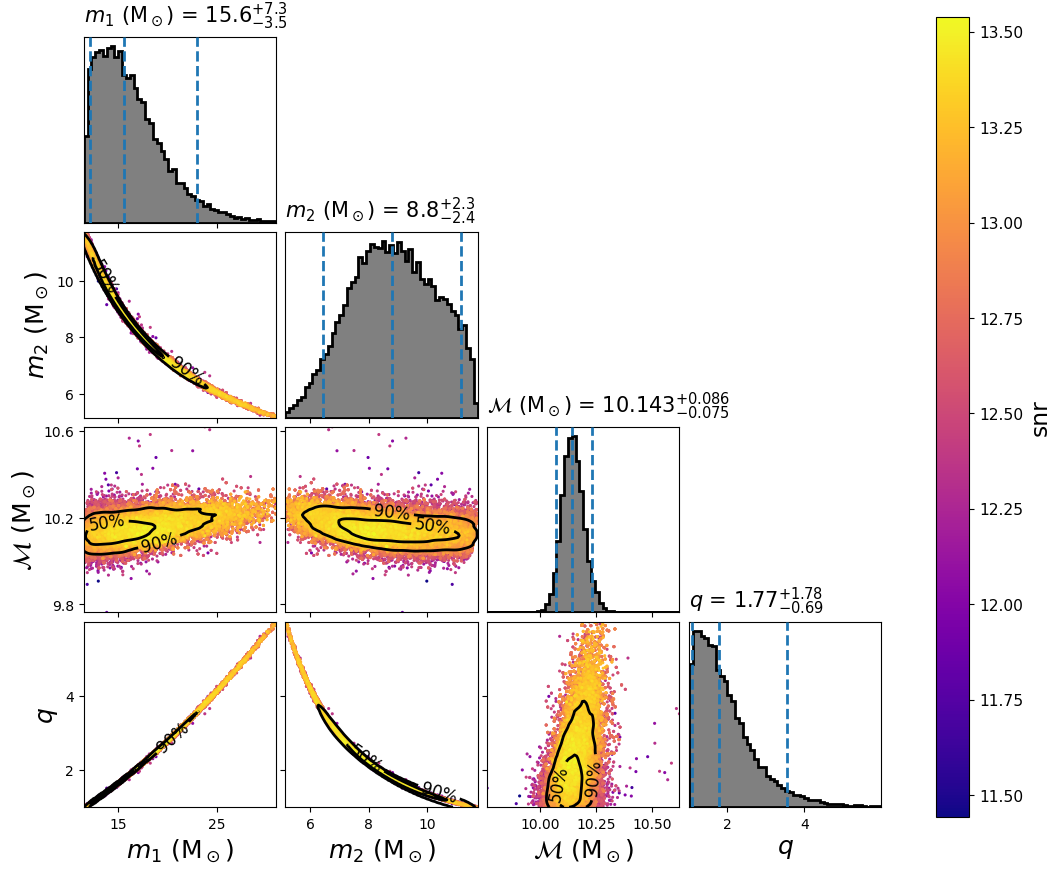 m₁ (M⊙) = 15.6⁺⁷·³₋₃.₅
13.50
13.25
m₂ (M⊙) = 8.8⁺²·³₋₂.₄
13.00
m₂ (M⊙)
10
8
6
50%
90%
12.75
ℳ (M⊙) = 10.143⁺⁰·⁰⁸⁶₋₀.₀₇₅
12.50
snr
ℳ (M⊙)
10.6
10.2
9.8
50%
90%
90%
50%
12.25
12.00
q = 1.77⁺¹·⁷⁸₋₀.₆₉
11.75
q
4
2
90%
50%
90%
50%
90%
11.50
15 25
6 8 10
10.00 10.25 10.50
2 4
m₁ (M⊙)
m₂ (M⊙)
ℳ (M⊙)
q